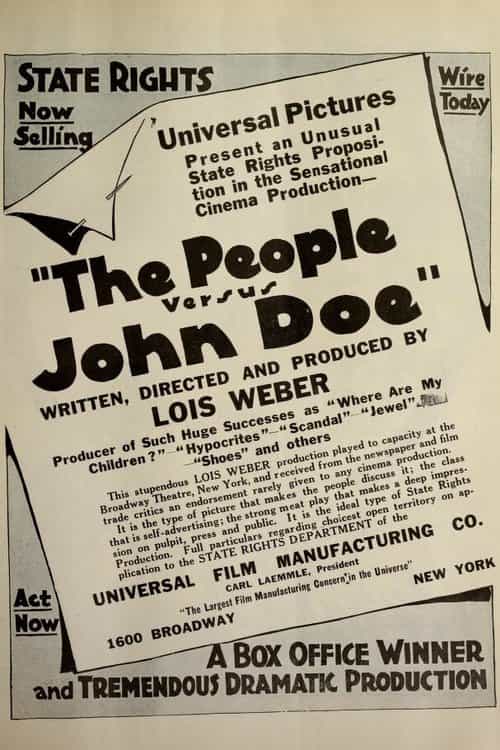 STATE RIGHTS
Now
Selling
Wire
Today
Universal Pictures
Present an Unusual
State Rights Proposi-
tion in the Sensational
Cinema Production—
"The People
versus
John Doe"
WRITTEN, DIRECTED AND PRODUCED BY
LOIS WEBER
Producer of Such Huge Successes as "Where Are My
Children?"—"Hypocrites"—"Scandal"—"Jewel"
—"Shoes" and others
This stupendous LOIS WEBER production played to capacity at the
Broadway Theatre, New York, and received from the newspaper and film
trade critics an endorsement rarely given to any cinema production.
It is the type of picture that makes the people discuss it; the class
that is self-advertising; the strong meat play that makes a deep impres-
sion on pulpit, press and public. It is the ideal type of State Rights
Production. Full particulars regarding choicest open territory on ap-
plication to the STATE RIGHTS DEPARTMENT of the
UNIVERSAL FILM MANUFACTURING CO.
CARL LAEMMLE, President
"The Largest Film Manufacturing Concern in the Universe"
1600 BROADWAY
NEW YORK
Act
Now
A BOX OFFICE WINNER
and TREMENDOUS DRAMATIC PRODUCTION